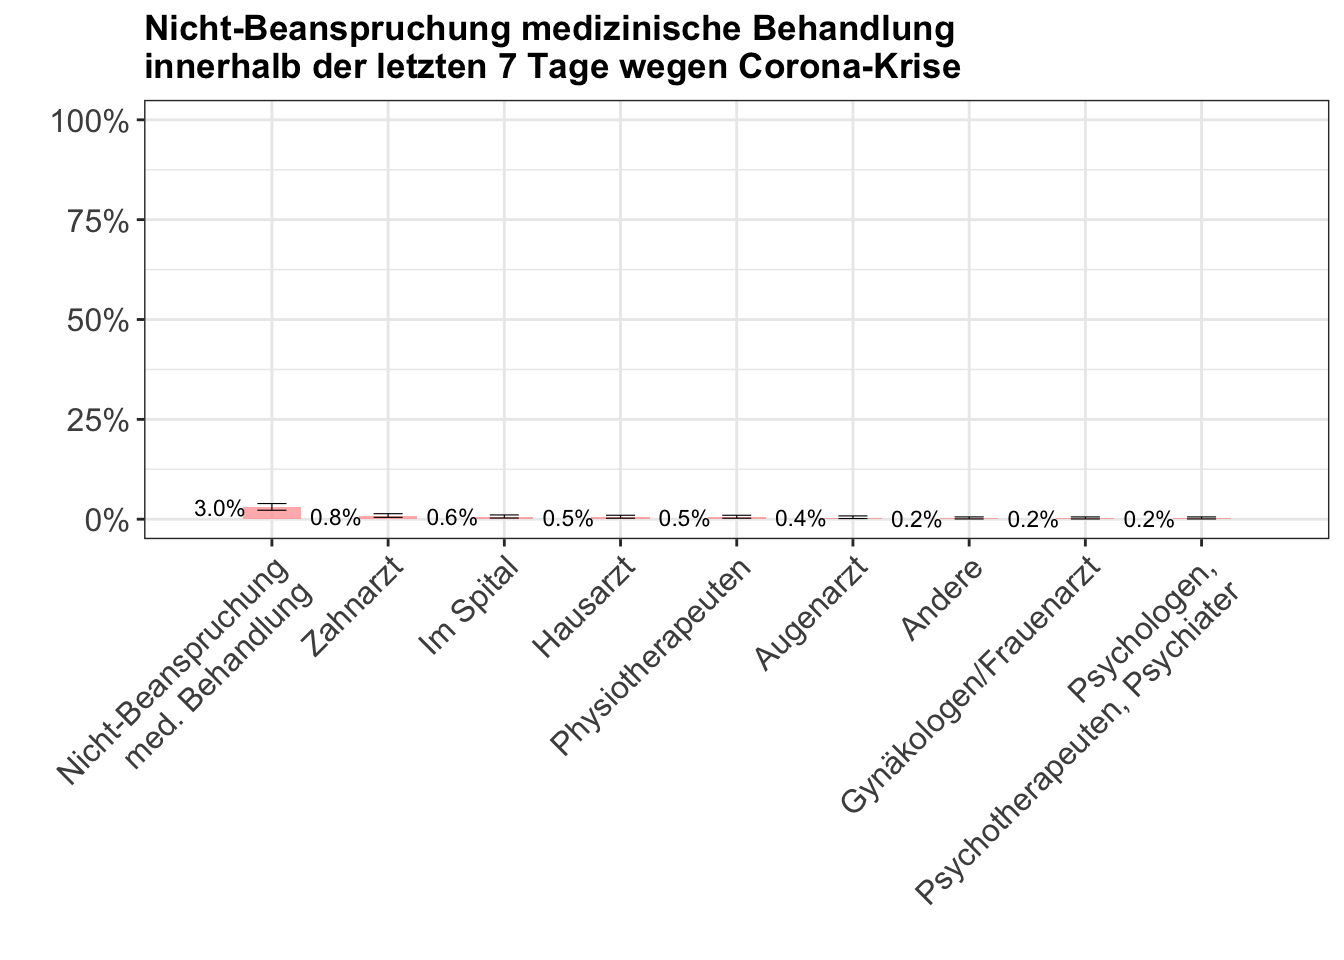 Nicht-Beanspruchung medizinische Behandlung
innerhalb der letzten 7 Tage wegen Corona-Krise
100%
75%
50%
25%
0%
3.0%
0.8%
0.6%
0.5%
0.5%
0.4%
0.2%
0.2%
0.2%
Nicht-Beanspruchung
med. Behandlung
Zahnarzt
Im Spital
Hausarzt
Physiotherapeuten
Augenarzt
Andere
Gynäkologen/Frauenarzt
Psychologen,
Psychotherapeuten, Psychiater